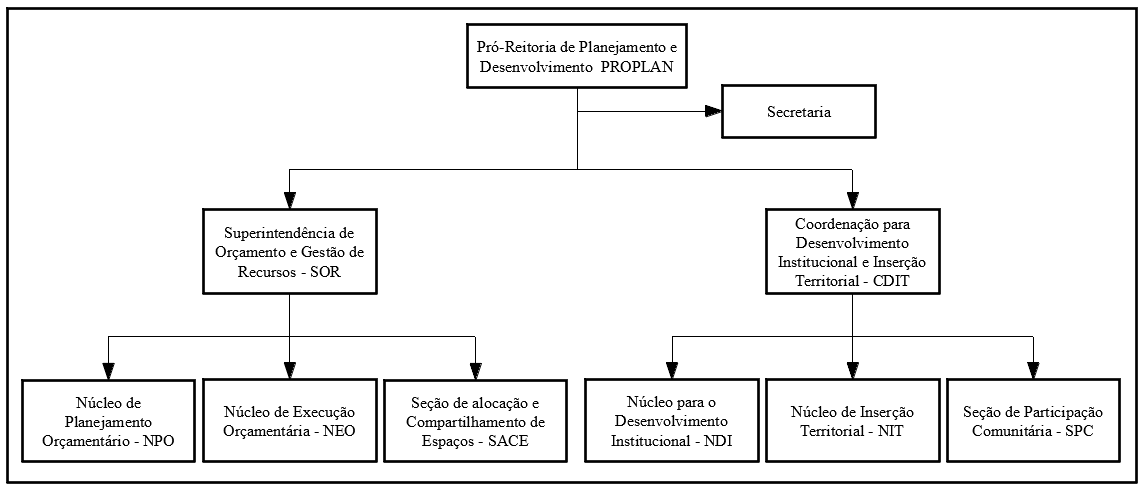 Pró-Reitoria de Planejamento e
Desenvolvimento  PROPLAN
Secretaria
Superintendência de
Orçamento e Gestão de
Recursos - SOR
Coordenação para
Desenvolvimento
Institucional e Inserção
Territorial - CDIT
Núcleo de
Planejamento
Orçamentário - NPO
Núcleo de Execução
Orçamentária - NEO
Seção de alocação e
Compartilhamento de
Espaços - SACE
Núcleo para o
Desenvolvimento
Institucional - NDI
Núcleo de Inserção
Territorial - NIT
Seção de Participação
Comunitária - SPC